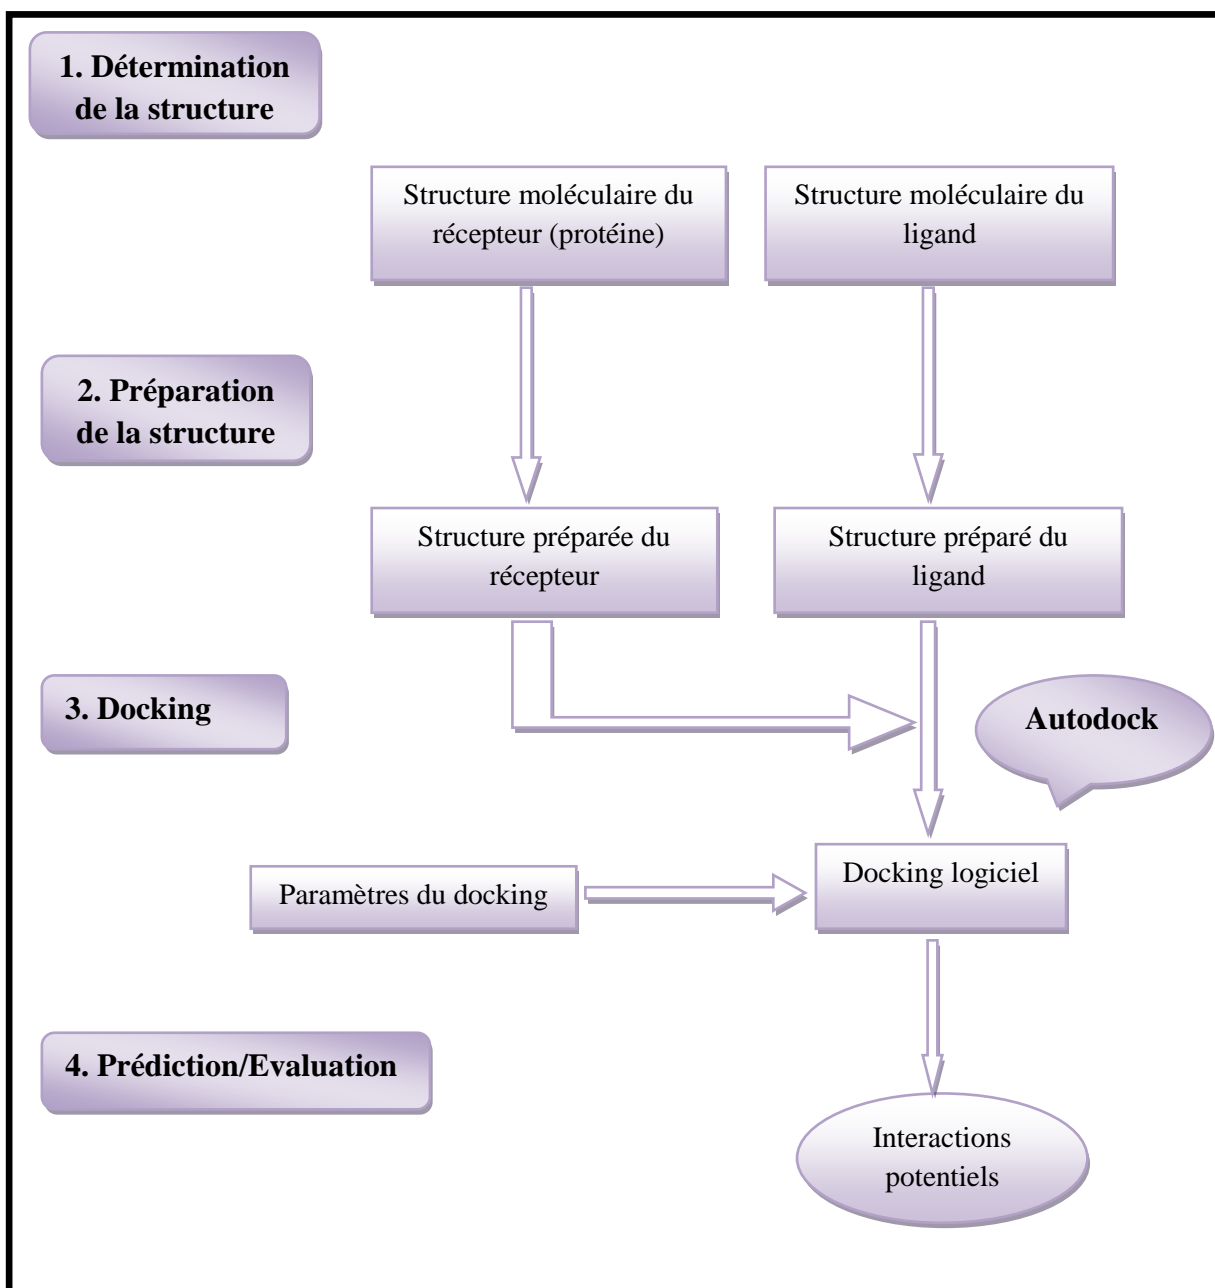 1. Détermination
de la structure
Structure moléculaire du
récepteur (protéine)
Structure moléculaire du
ligand
2. Préparation
de la structure
Structure préparée du
récepteur
Structure préparé du
ligand
3. Docking
Autodock
Docking logiciel
Paramètres du docking
4. Prédiction/Evaluation
Interactions
potentiels